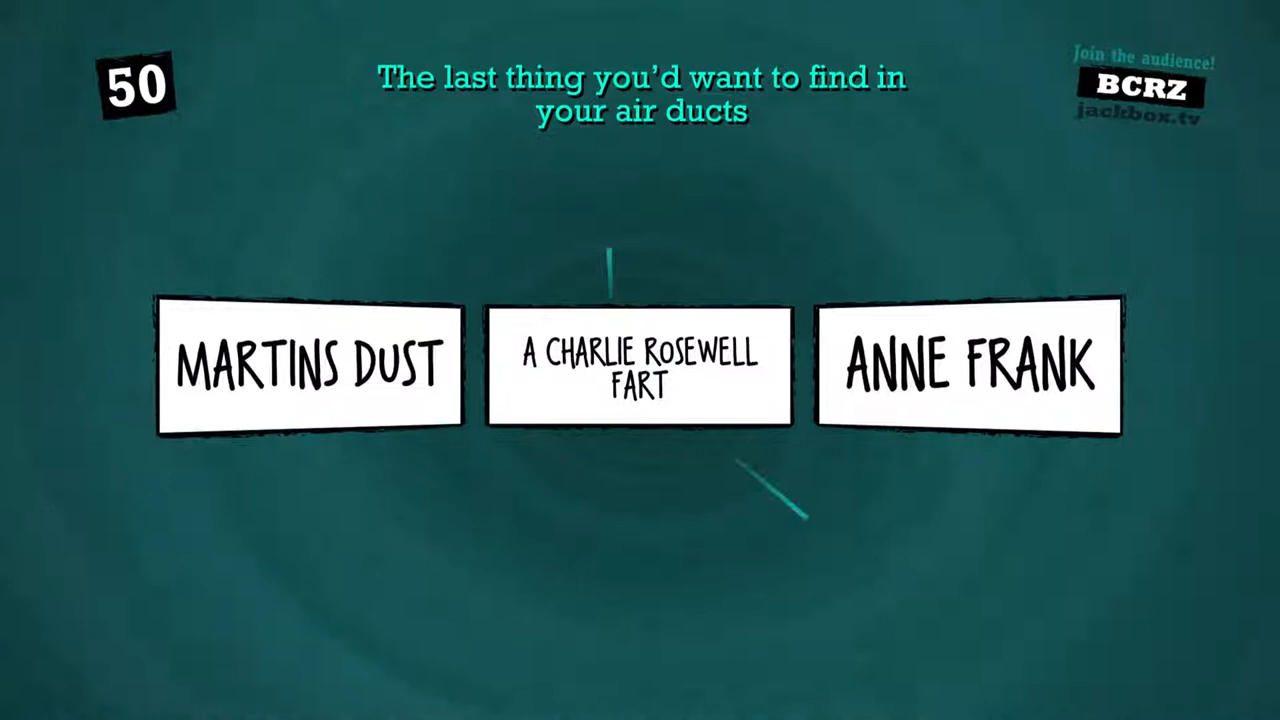 50
The last thing you'd want to find in
your air ducts
Join the audience!
BCRZ
jackbox.tv
MARTINS DUST
A CHARLIE ROSEWELL
FART
ANNE FRANK